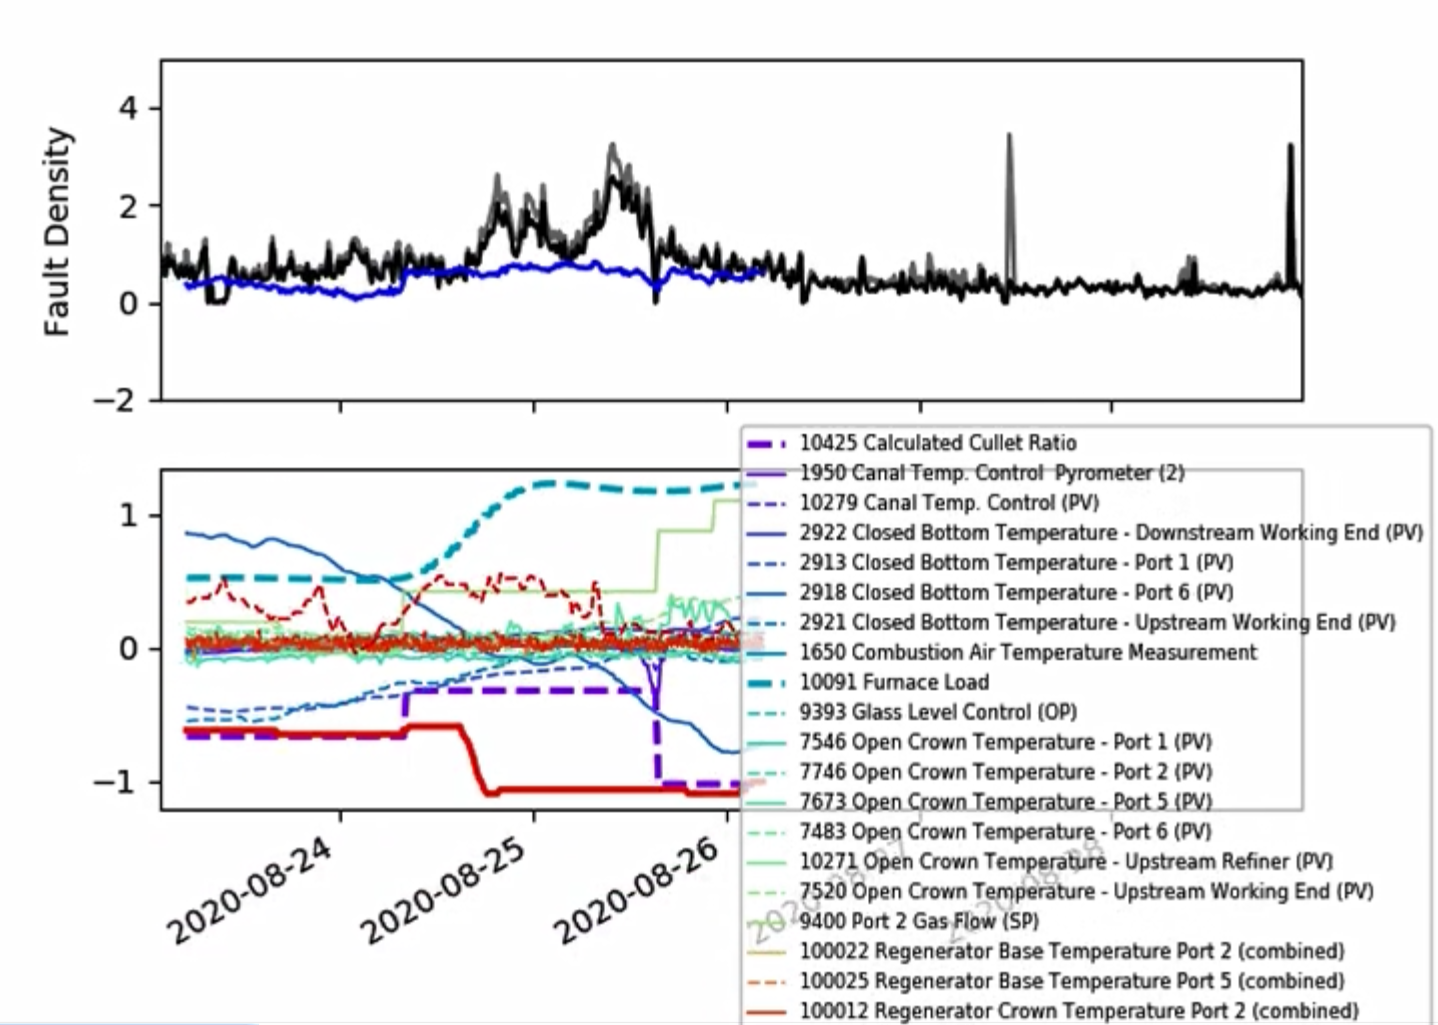 4
2
0
−2
Fault Density
1
0
−1
2020-08-24
2020-08-25
2020-08-26
2020-08-27
2020-08-28
10425 Calculated Cullet Ratio
1950 Canal Temp. Control  Pyrometer (2)
10279 Canal Temp. Control (PV)
2922 Closed Bottom Temperature - Downstream Working End (PV)
2913 Closed Bottom Temperature - Port 1 (PV)
2918 Closed Bottom Temperature - Port 6 (PV)
2921 Closed Bottom Temperature - Upstream Working End (PV)
1650 Combustion Air Temperature Measurement
10091 Furnace Load
9393 Glass Level Control (OP)
7546 Open Crown Temperature - Port 1 (PV)
7746 Open Crown Temperature - Port 2 (PV)
7673 Open Crown Temperature - Port 5 (PV)
7483 Open Crown Temperature - Port 6 (PV)
10271 Open Crown Temperature - Upstream Refiner (PV)
7520 Open Crown Temperature - Upstream Working End (PV)
9400 Port 2 Gas Flow (SP)
100022 Regenerator Base Temperature Port 2 (combined)
100025 Regenerator Base Temperature Port 5 (combined)
100012 Regenerator Crown Temperature Port 2 (combined)